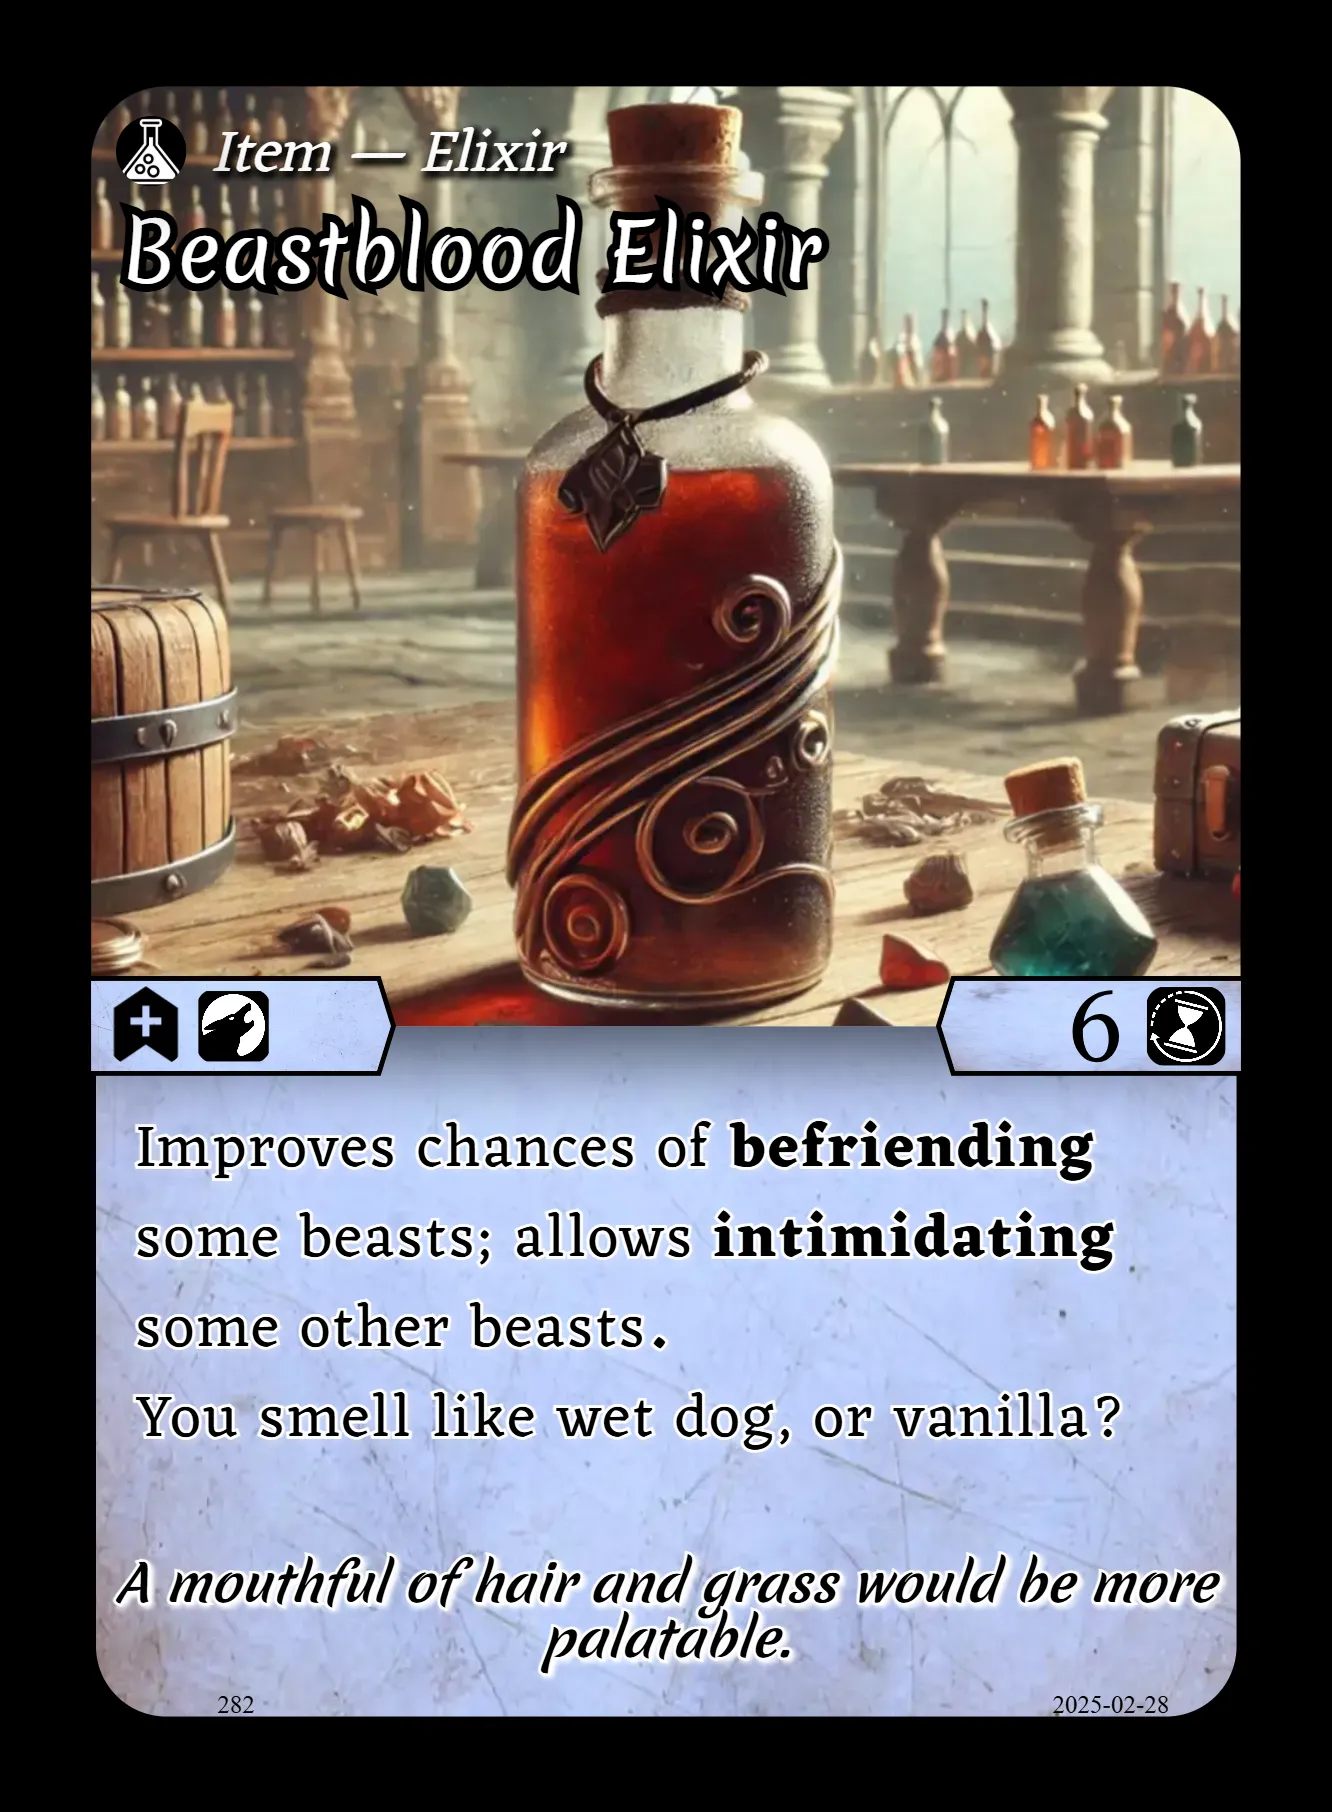 Item — Elixir
Beastblood Elixir
6
Improves chances of befriending
some beasts; allows intimidating
some other beasts.
You smell like wet dog, or vanilla?
A mouthful of hair and grass would be more
palatable.
282
2025-02-28